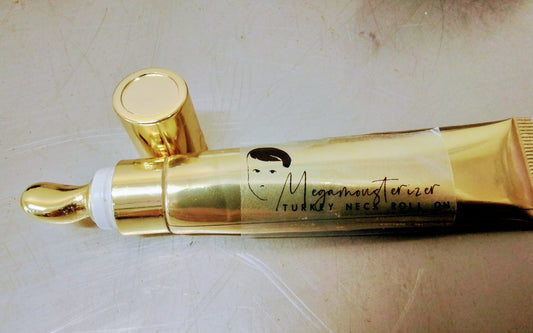 Megamousterizer
TURKEY NECK ROLL ON